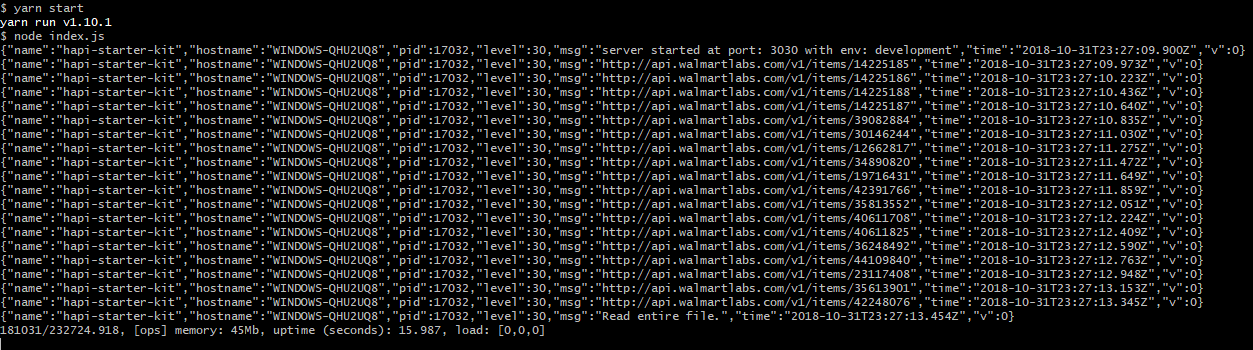 $ yarn start
yarn run v1.10.1
$ node index.js
{"name":"hapi-starter-kit","hostname":"WINDOWS-QHU2UQ8","pid":17032,"level":30,"msg":"server started at port: 3030 with env: development","time":"2018-10-31T23:27:09.900Z","v":0}
{"name":"hapi-starter-kit","hostname":"WINDOWS-QHU2UQ8","pid":17032,"level":30,"msg":"http://api.walmartlabs.com/v1/items/14225185","time":"2018-10-31T23:27:09.973Z","v":0}
{"name":"hapi-starter-kit","hostname":"WINDOWS-QHU2UQ8","pid":17032,"level":30,"msg":"http://api.walmartlabs.com/v1/items/14225186","time":"2018-10-31T23:27:10.223Z","v":0}
{"name":"hapi-starter-kit","hostname":"WINDOWS-QHU2UQ8","pid":17032,"level":30,"msg":"http://api.walmartlabs.com/v1/items/14225188","time":"2018-10-31T23:27:10.436Z","v":0}
{"name":"hapi-starter-kit","hostname":"WINDOWS-QHU2UQ8","pid":17032,"level":30,"msg":"http://api.walmartlabs.com/v1/items/14225187","time":"2018-10-31T23:27:10.640Z","v":0}
{"name":"hapi-starter-kit","hostname":"WINDOWS-QHU2UQ8","pid":17032,"level":30,"msg":"http://api.walmartlabs.com/v1/items/39082884","time":"2018-10-31T23:27:10.835Z","v":0}
{"name":"hapi-starter-kit","hostname":"WINDOWS-QHU2UQ8","pid":17032,"level":30,"msg":"http://api.walmartlabs.com/v1/items/30146244","time":"2018-10-31T23:27:11.030Z","v":0}
{"name":"hapi-starter-kit","hostname":"WINDOWS-QHU2UQ8","pid":17032,"level":30,"msg":"http://api.walmartlabs.com/v1/items/12662817","time":"2018-10-31T23:27:11.275Z","v":0}
{"name":"hapi-starter-kit","hostname":"WINDOWS-QHU2UQ8","pid":17032,"level":30,"msg":"http://api.walmartlabs.com/v1/items/34890820","time":"2018-10-31T23:27:11.472Z","v":0}
{"name":"hapi-starter-kit","hostname":"WINDOWS-QHU2UQ8","pid":17032,"level":30,"msg":"http://api.walmartlabs.com/v1/items/19716431","time":"2018-10-31T23:27:11.649Z","v":0}
{"name":"hapi-starter-kit","hostname":"WINDOWS-QHU2UQ8","pid":17032,"level":30,"msg":"http://api.walmartlabs.com/v1/items/42391766","time":"2018-10-31T23:27:11.859Z","v":0}
{"name":"hapi-starter-kit","hostname":"WINDOWS-QHU2UQ8","pid":17032,"level":30,"msg":"http://api.walmartlabs.com/v1/items/35813552","time":"2018-10-31T23:27:12.051Z","v":0}
{"name":"hapi-starter-kit","hostname":"WINDOWS-QHU2UQ8","pid":17032,"level":30,"msg":"http://api.walmartlabs.com/v1/items/40611708","time":"2018-10-31T23:27:12.224Z","v":0}
{"name":"hapi-starter-kit","hostname":"WINDOWS-QHU2UQ8","pid":17032,"level":30,"msg":"http://api.walmartlabs.com/v1/items/40611825","time":"2018-10-31T23:27:12.409Z","v":0}
{"name":"hapi-starter-kit","hostname":"WINDOWS-QHU2UQ8","pid":17032,"level":30,"msg":"http://api.walmartlabs.com/v1/items/36248492","time":"2018-10-31T23:27:12.590Z","v":0}
{"name":"hapi-starter-kit","hostname":"WINDOWS-QHU2UQ8","pid":17032,"level":30,"msg":"http://api.walmartlabs.com/v1/items/44109840","time":"2018-10-31T23:27:12.763Z","v":0}
{"name":"hapi-starter-kit","hostname":"WINDOWS-QHU2UQ8","pid":17032,"level":30,"msg":"http://api.walmartlabs.com/v1/items/23117408","time":"2018-10-31T23:27:12.948Z","v":0}
{"name":"hapi-starter-kit","hostname":"WINDOWS-QHU2UQ8","pid":17032,"level":30,"msg":"http://api.walmartlabs.com/v1/items/35613901","time":"2018-10-31T23:27:13.153Z","v":0}
{"name":"hapi-starter-kit","hostname":"WINDOWS-QHU2UQ8","pid":17032,"level":30,"msg":"http://api.walmartlabs.com/v1/items/42248076","time":"2018-10-31T23:27:13.345Z","v":0}
{"name":"hapi-starter-kit","hostname":"WINDOWS-QHU2UQ8","pid":17032,"level":30,"msg":"Read entire file.","time":"2018-10-31T23:27:13.454Z","v":0}
181031/232724.918, [ops] memory: 45Mb, uptime (seconds): 15.987, load: [0,0,0]